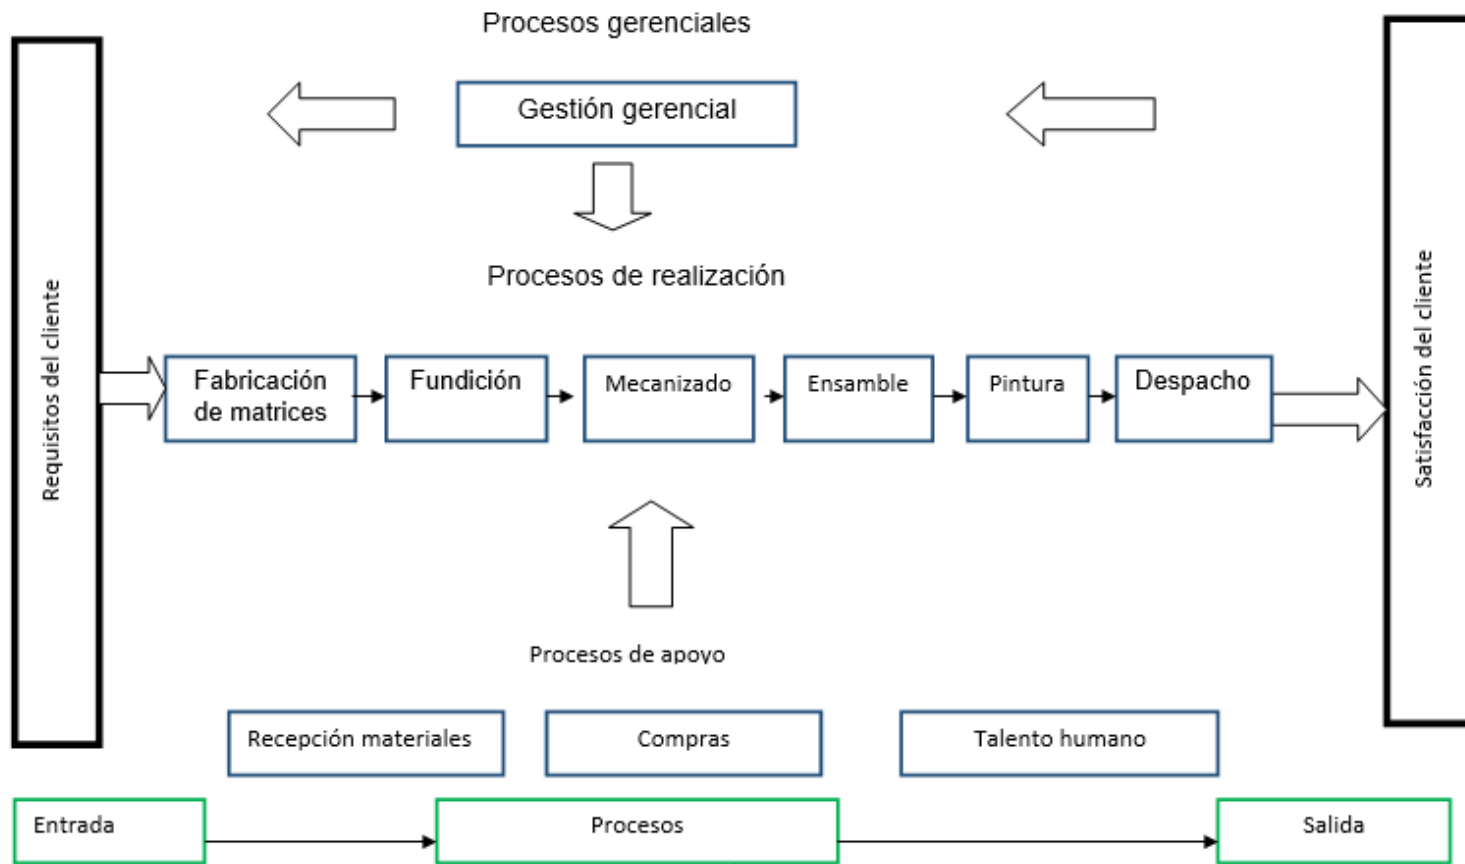 Procesos gerenciales
Gestión gerencial
Procesos de realización
Requisitos del cliente
Fabricación
de matrices
Fundición
Mecanizado
Ensamble
Pintura
Despacho
Satisfacción del cliente
Procesos de apoyo
Recepción materiales
Compras
Talento humano
Entrada
Procesos
Salida